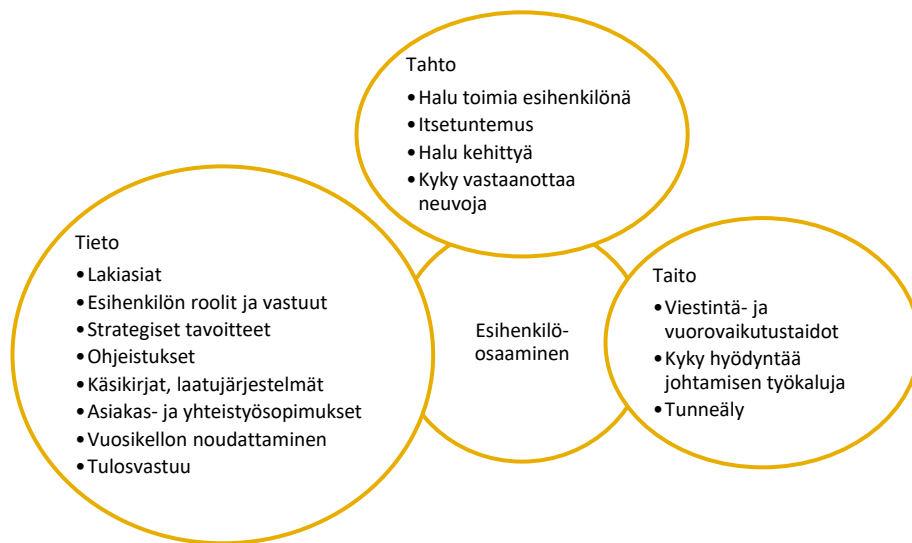 Tahto
•Halu toimia esihenkilönä
•Itsetuntemus
•Halu kehittyä
•Kyky vastaanottaa
neuvoja
Tieto
•Lakiasiat
•Esihenkilön roolit ja vastuut
•Strategiset tavoitteet
•Ohjeistukset
•Käsikirjat, laatujärjestelmät
•Asiakas- ja yhteistyösopimukset
•Vuosikellon noudattaminen
•Tulosvastuu
Esihenkilö-
osaaminen
Taito
•Viestintä- ja
vuorovaikutustaidot
•Kyky hyödyntää
johtamisen työkaluja
•Tunneäly